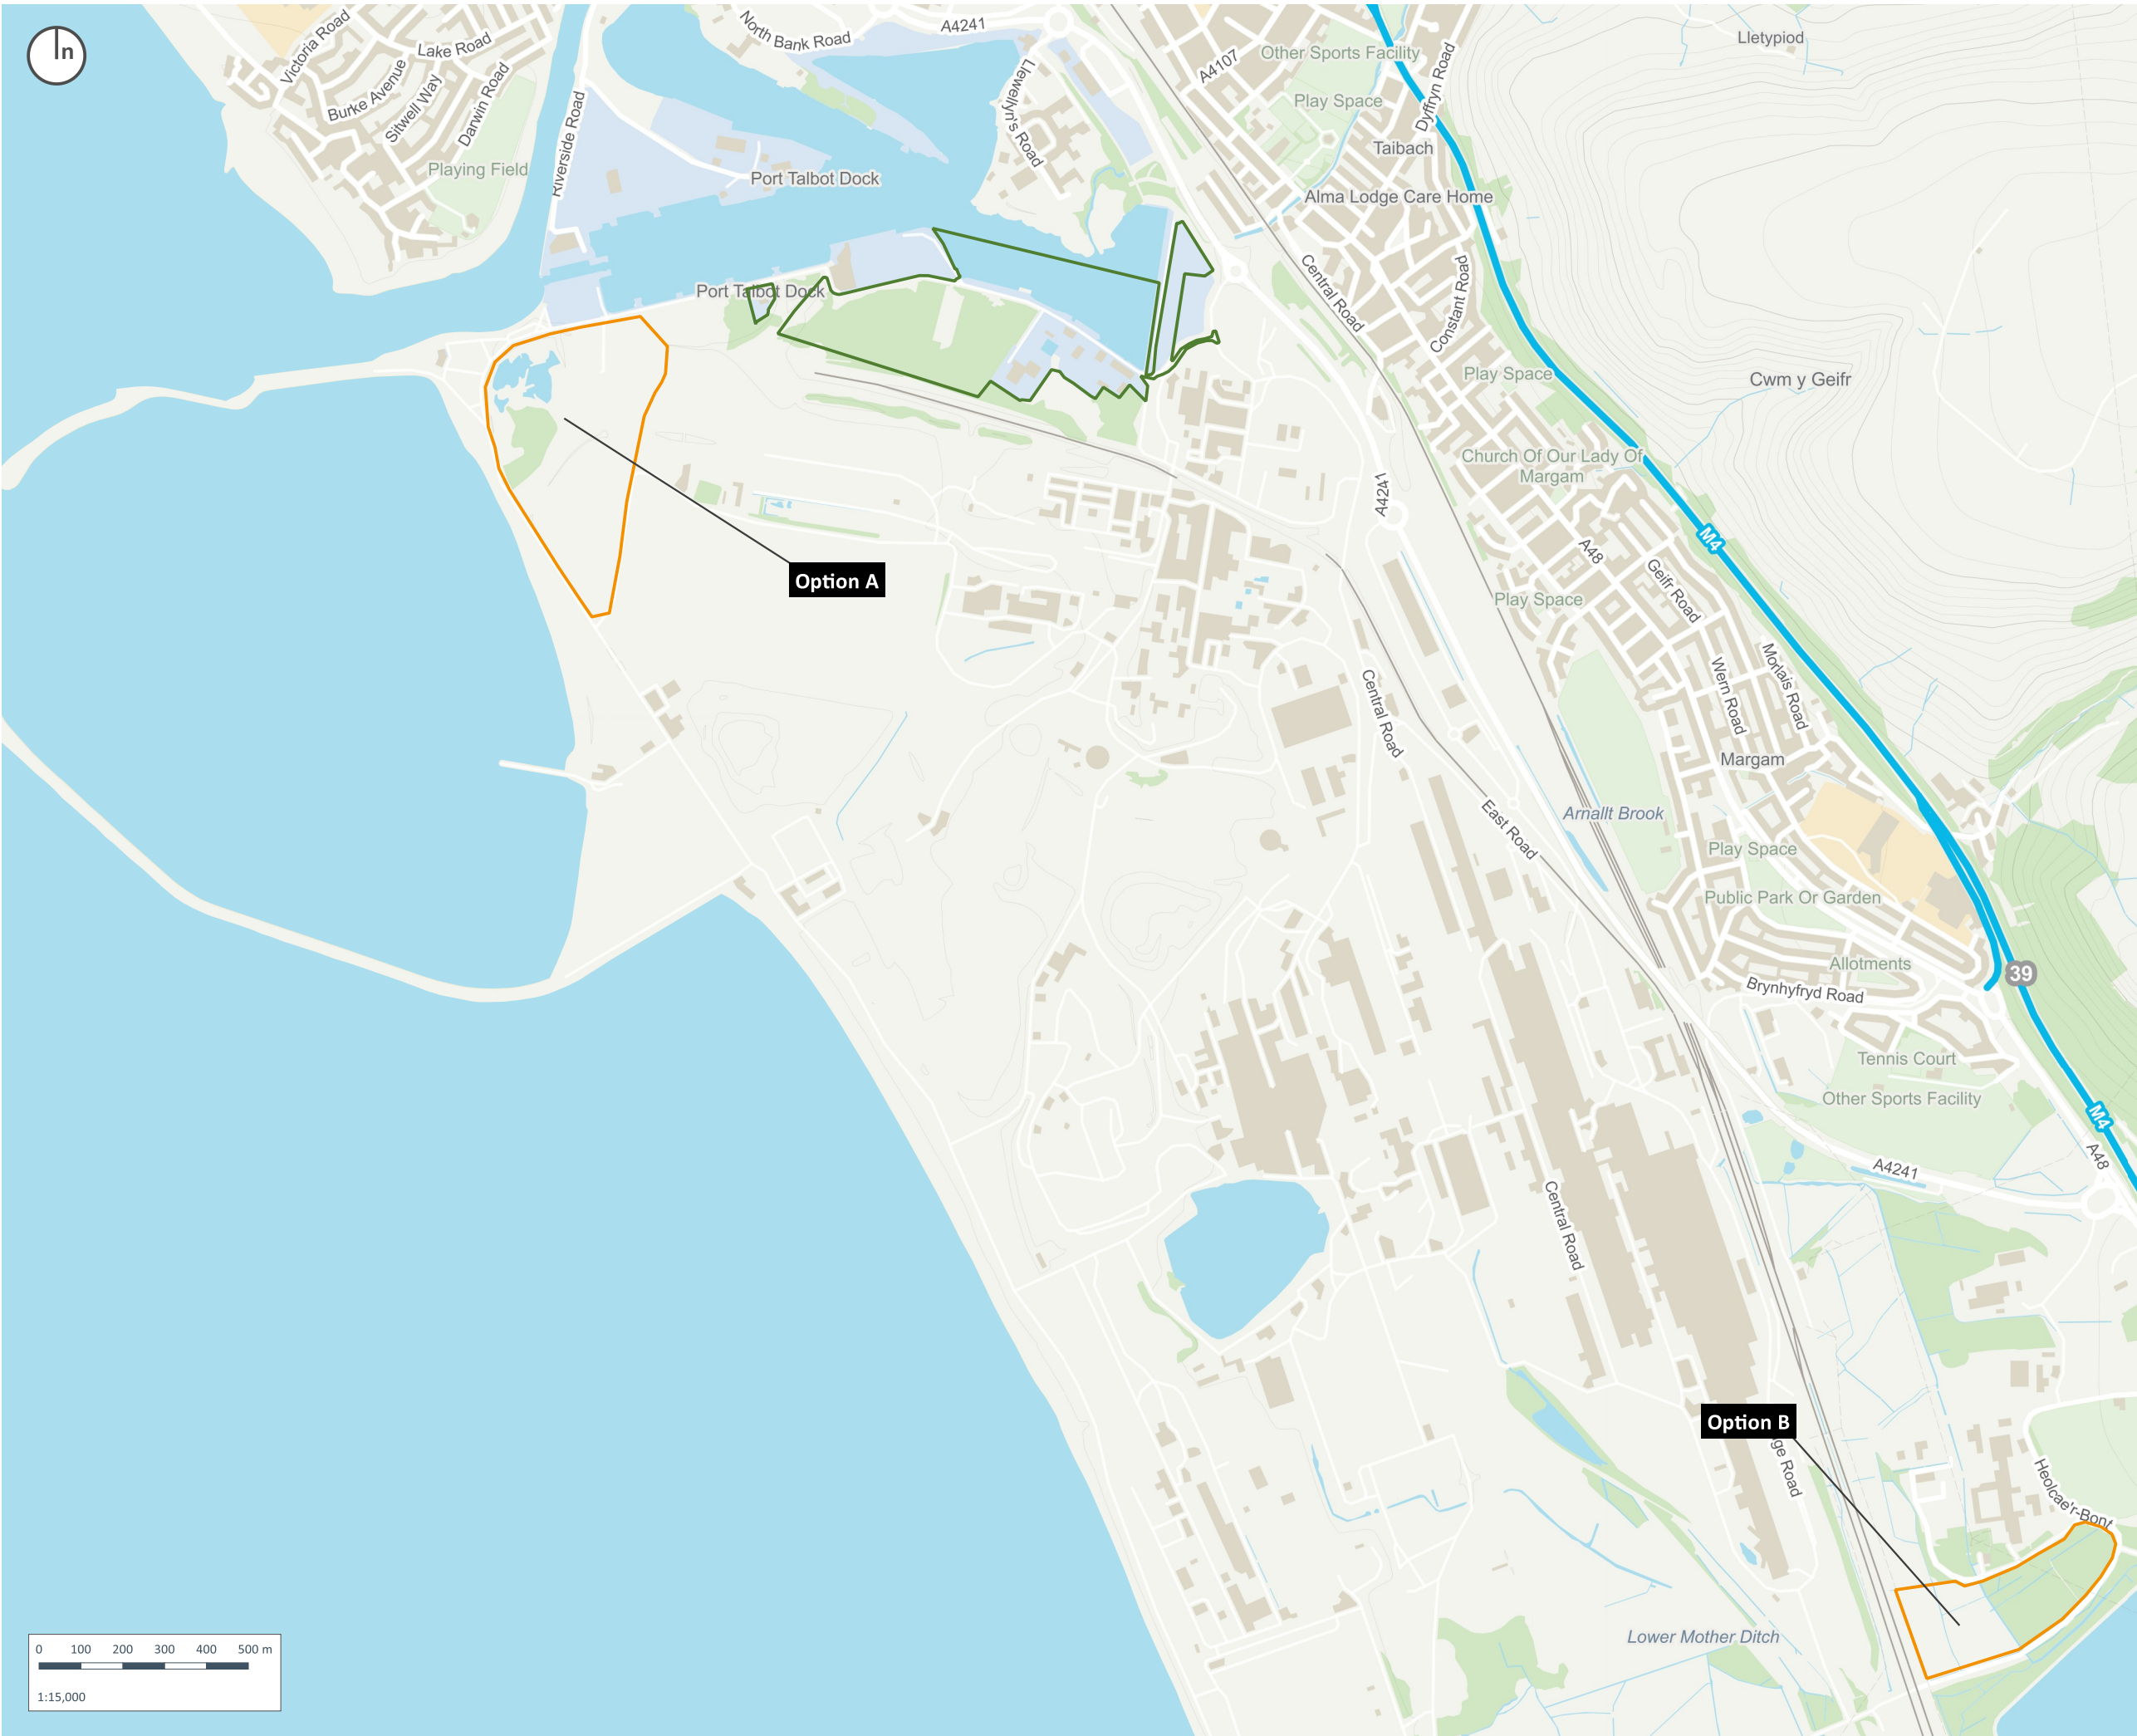 n
Victoria Road
Lake Road
Burke Avenue
Sitwell Way
Darwin Road
Playing Field
Riverside Road
North Bank Road
A4241
Llewellyn's Road
Port Talbot Dock
Port Talbot Dock
A4107
Other Sports Facility
Play Space
Dyffryn Road
Taibach
Alma Lodge Care Home
Lletypiod
Central Road
Constant Road
Play Space
Cwm y Geifr
Church Of Our Lady Of
Margam
A4241
M4
A48
Geifr Road
Play Space
Option A
Central Road
Wern Road
Morlais Road
Margam
East Road
Arnallt Brook
Play Space
Public Park Or Garden
Allotments
39
Brynhyfryd Road
Tennis Court
Other Sports Facility
M4
A48
A4241
Central Road
Option B
ge Road
Heolcae'r-Bont
Lower Mother Ditch
0 100 200 300 400 500 m
1:15,000